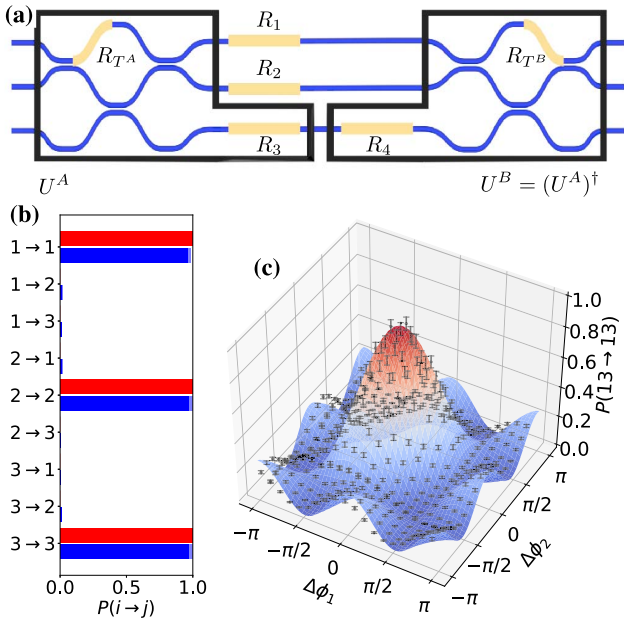 (a)
R_{T^A} R_1 R_{T^B}
R_2
R_3 R_4
U^A U^B = (U^A)^†
(b)
1→1
1→2
1→3
2→1
2→2
2→3
3→1
3→2
3→3
0.0 0.5 1.0
P(i→j)
(c)
1.0
0.8
0.6
0.4
0.2
0.0
P(13→13)
−π −π/2 0 π/2 π
Δϕ_1
−π −π/2 0 π/2 π
Δϕ_2